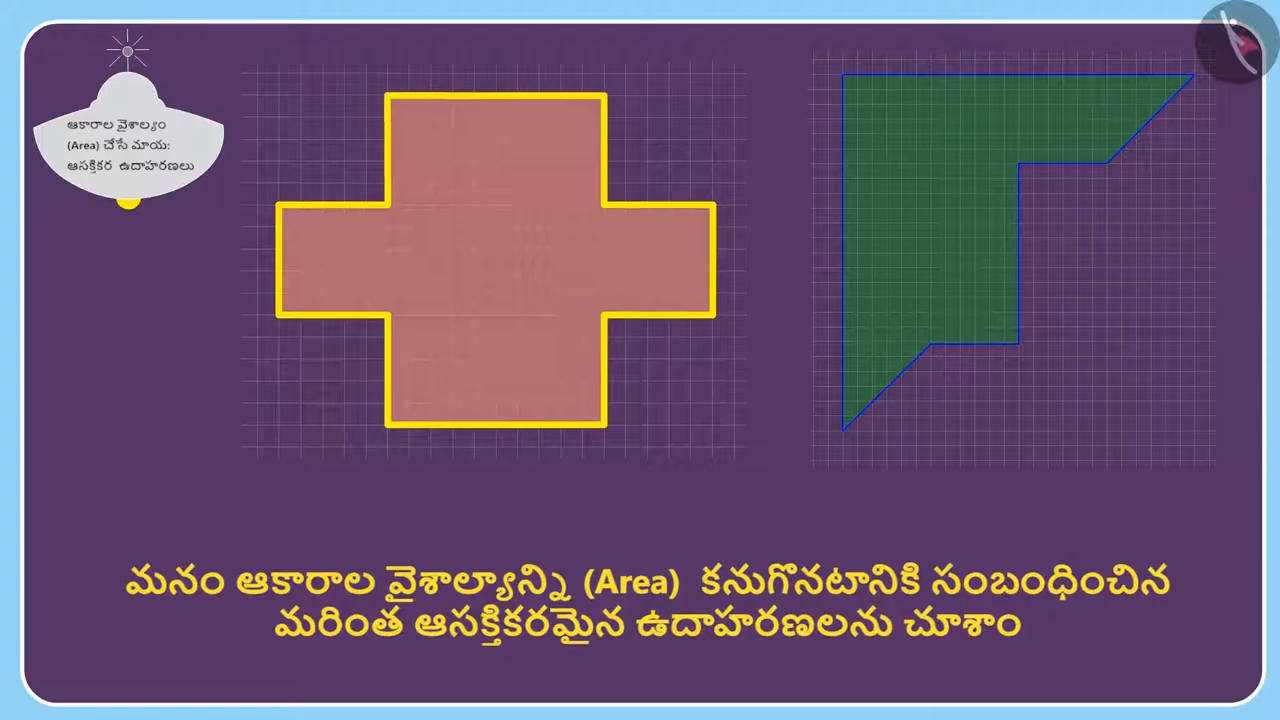 ఆకారాల వైశాల్యం
(Area) చేసే మాయ:
ఆసక్తికర ఉదాహరణలు
మనం ఆకారాల వైశాల్యాన్ని (Area) కనుగొనటానికి సంబంధించిన
మరింత ఆసక్తికరమైన ఉదాహరణలను చూశాం